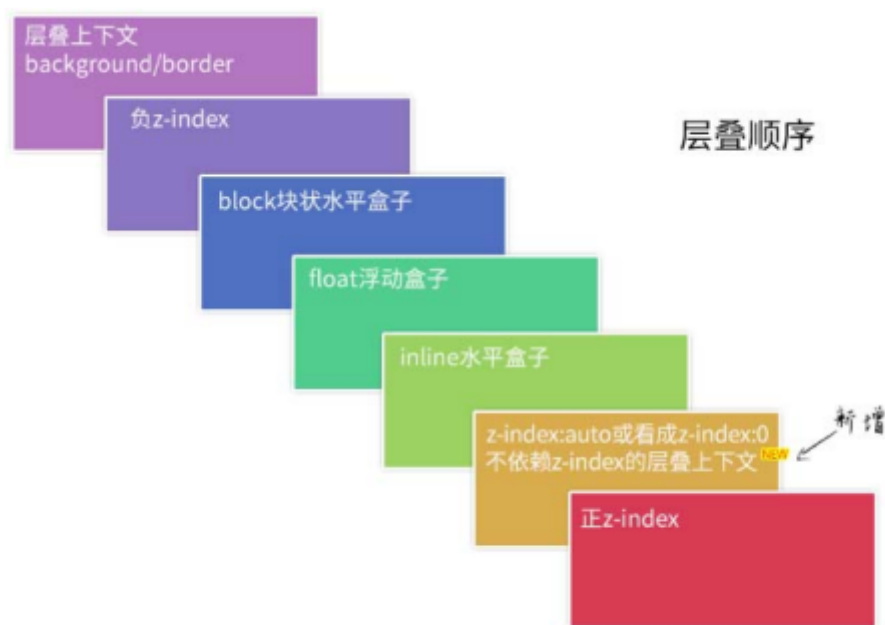 层叠上下文
background/border
负z-index
层叠顺序
block块状水平盒子
float浮动盒子
inline水平盒子
z-index:auto或看成z-index:0
不依赖z-index的层叠上下文
NEW
新增
正z-index